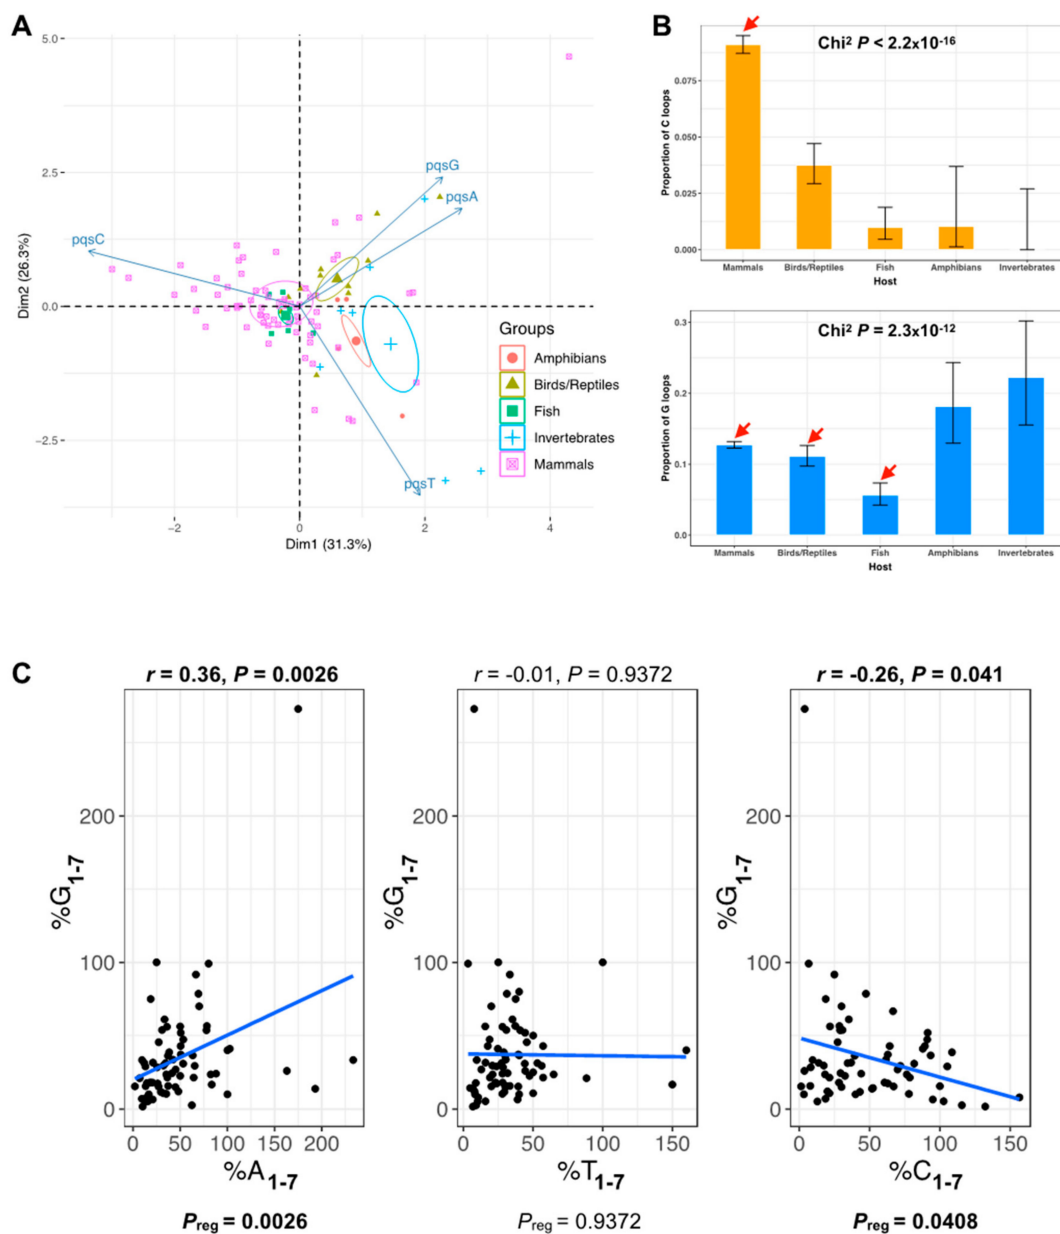 A
5.0
2.5
0.0
−2.5
Dim2 (26.3%)
pqsG
pqsA
pqsC
pqsT
Groups
Amphibians
Birds/Reptiles
Fish
Invertebrates
Mammals
−2
0
2
4
Dim1 (31.3%)
B
Chi² P < 2.2x10⁻¹⁶
Proportion of C loops
0.075
0.050
0.025
0.000
Mammals Birds/Reptiles Fish Amphibians Invertebrates
Host
Chi² P = 2.3x10⁻¹²
Proportion of G loops
0.3
0.2
0.1
0.0
Mammals Birds/Reptiles Fish Amphibians Invertebrates
Host
C
r = 0.36, P = 0.0026
%G1-7
200
100
0
0 50 100 150 200
%A1-7
Preg = 0.0026
r = -0.01, P = 0.9372
%G1-7
200
100
0
0 50 100 150
%T1-7
Preg = 0.9372
r = -0.26, P = 0.041
%G1-7
200
100
0
0 50 100 150
%C1-7
Preg = 0.0408